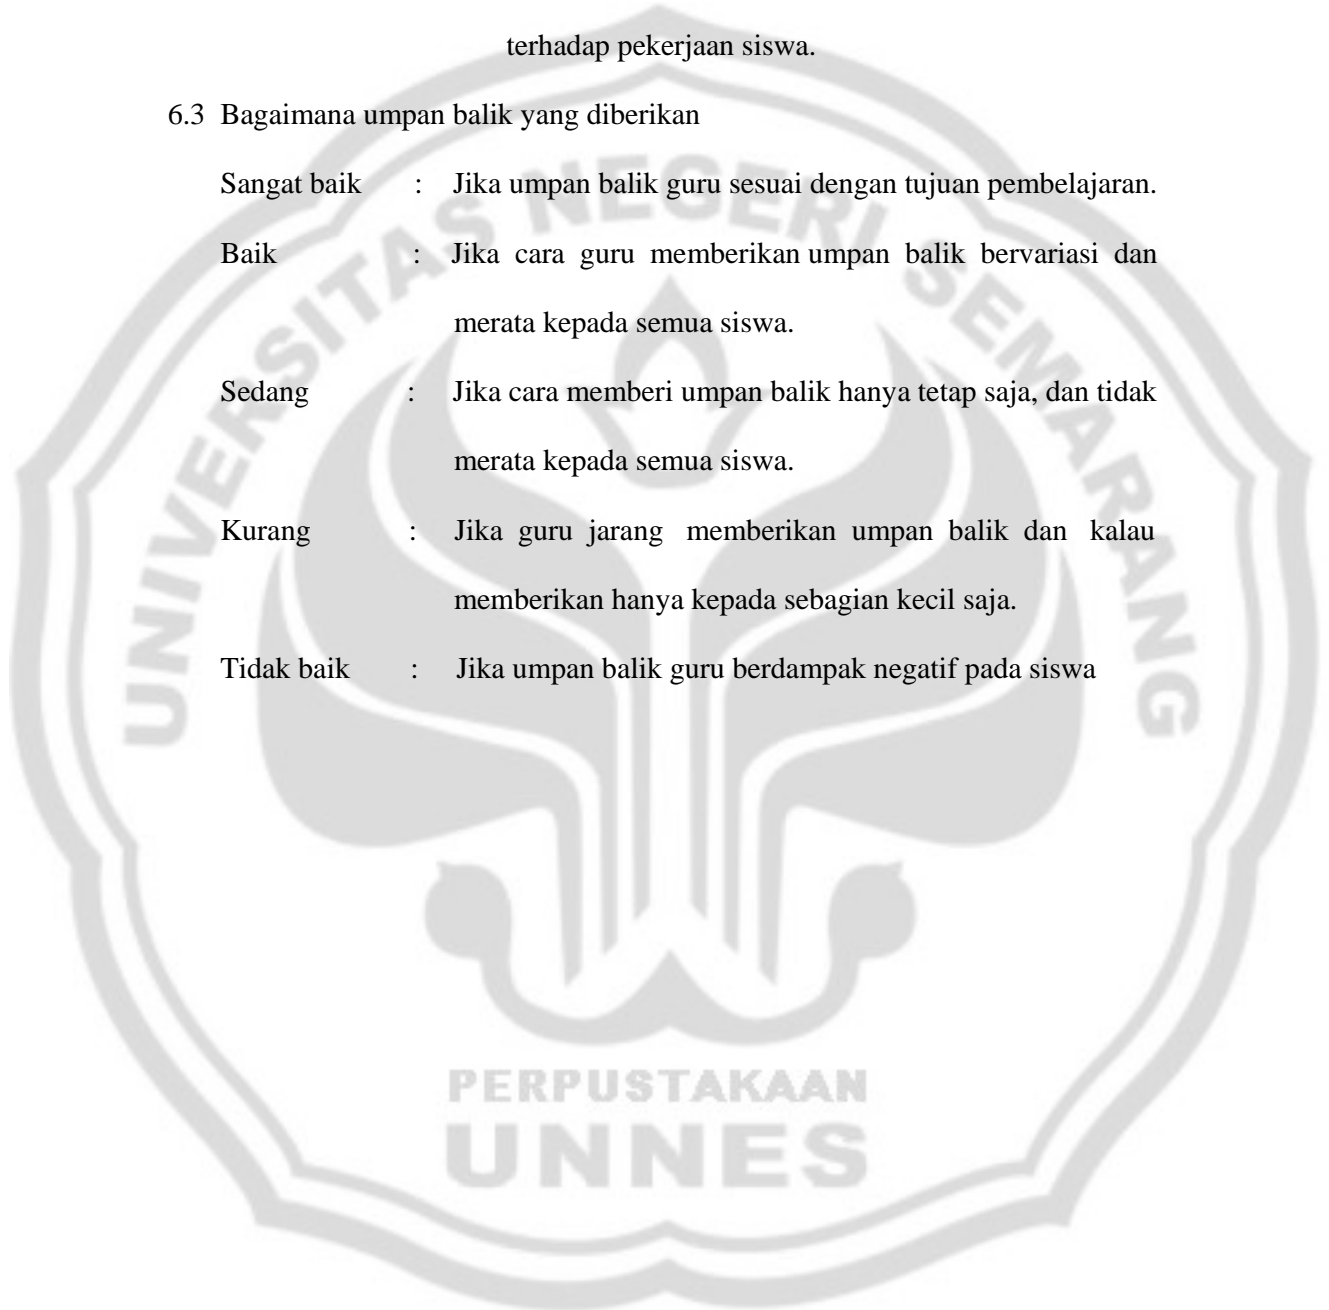 terhadap pekerjaan siswa.
6.3 Bagaimana umpan balik yang diberikan
Sangat baik : Jika umpan balik guru sesuai dengan tujuan pembelajaran.
Baik : Jika cara guru memberikan umpan balik bervariasi dan
merata kepada semua siswa.
Sedang : Jika cara memberi umpan balik hanya tetap saja, dan tidak
merata kepada semua siswa.
Kurang : Jika guru jarang memberikan umpan balik dan kalau
memberikan hanya kepada sebagian kecil saja.
Tidak baik : Jika umpan balik guru berdampak negatif pada siswa
UNIVERSITAS NEGERI SEMARANG
PERPUSTAKAAN
UNNES